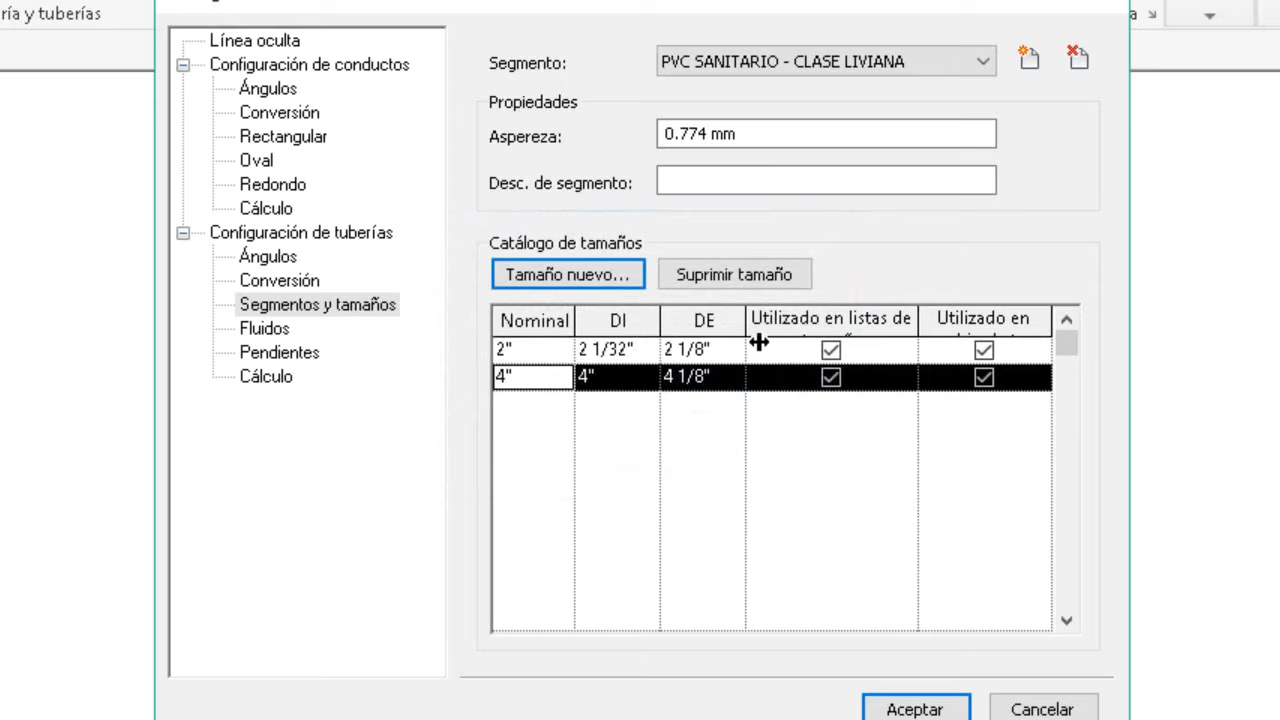 ría y tuberías
a
Línea oculta
Configuración de conductos
Ángulos
Conversión
Rectangular
Oval
Redondo
Cálculo
Configuración de tuberías
Ángulos
Conversión
Segmentos y tamaños
Fluidos
Pendientes
Cálculo
Segmento: PVC SANITARIO - CLASE LIVIANA
Propiedades
Aspereza: 0.774 mm
Desc. de segmento:
Catálogo de tamaños
Tamaño nuevo... Suprimir tamaño
Nominal DI DE Utilizado en listas de Utilizado en
2" 2 1/32" 2 1/8"
4" 4" 4 1/8"
Aceptar Cancelar